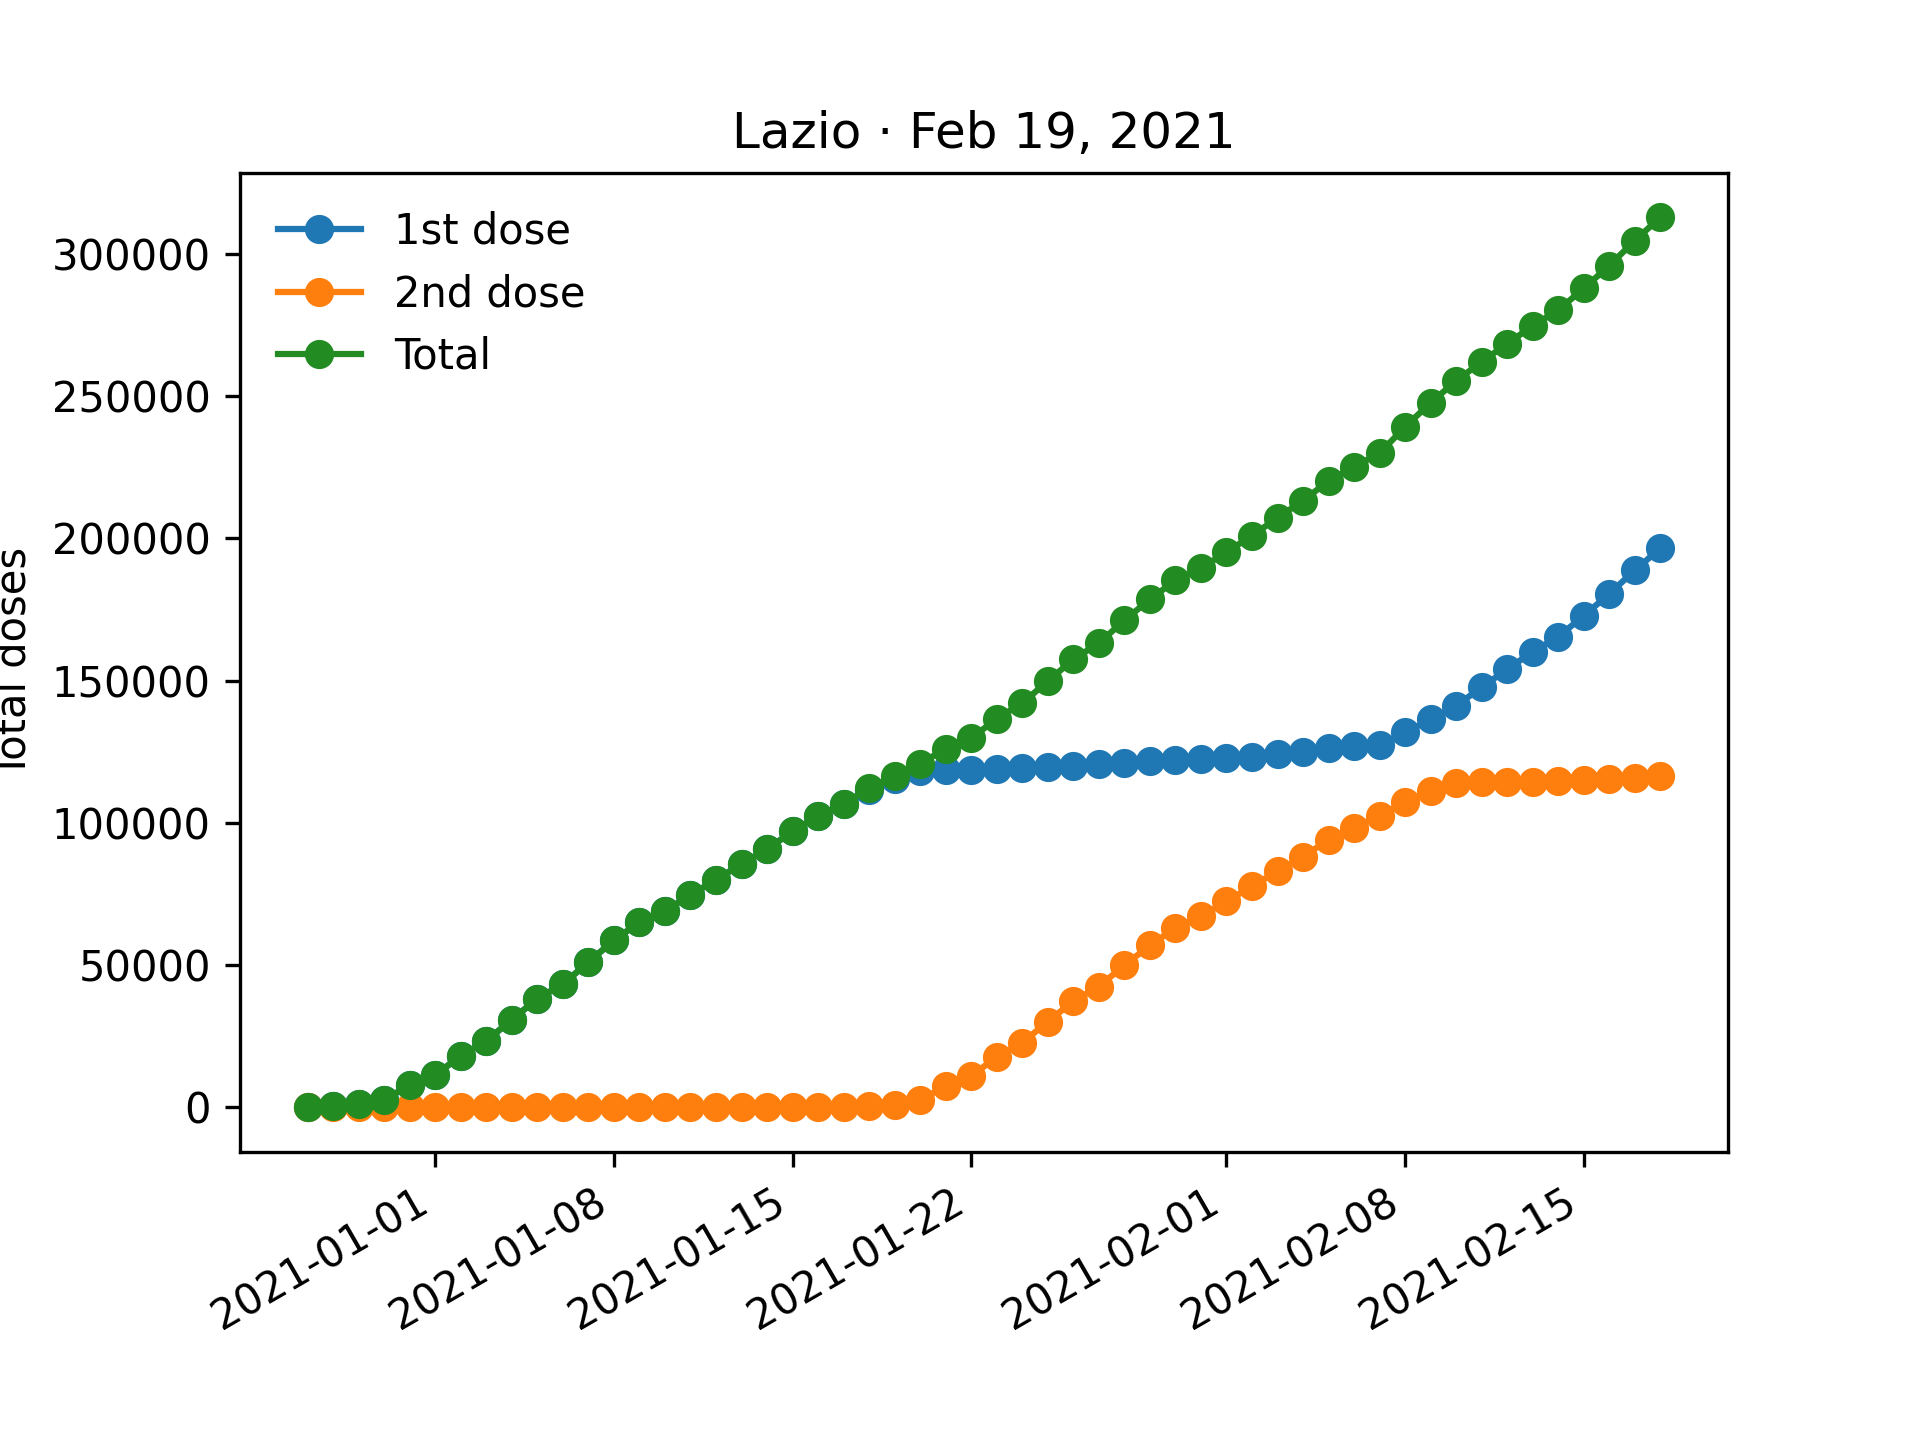 Lazio · Feb 19, 2021
1st dose
2nd dose
Total
300000
250000
200000
150000
100000
50000
0
Total doses
2021-01-01
2021-01-08
2021-01-15
2021-01-22
2021-02-01
2021-02-08
2021-02-15